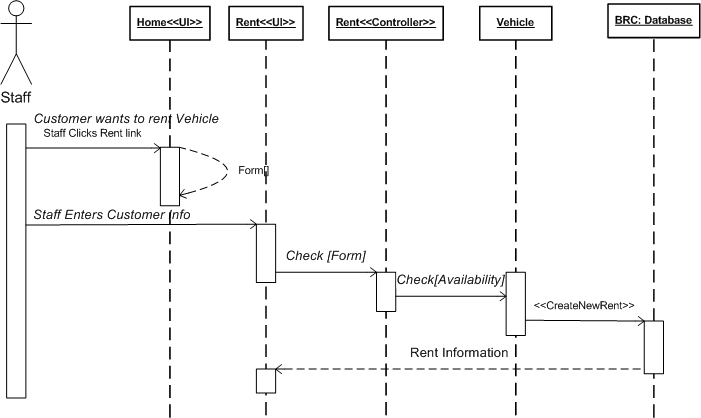 Home<<UI>>
Rent<<UI>>
Rent<<Controller>>
Vehicle
BRC: Database
Staff
Customer wants to rent Vehicle
Staff Clicks Rent link
Form[]
Staff Enters Customer Info
Check [Form]
Check[Availability]
<<CreateNewRent>>
Rent Information